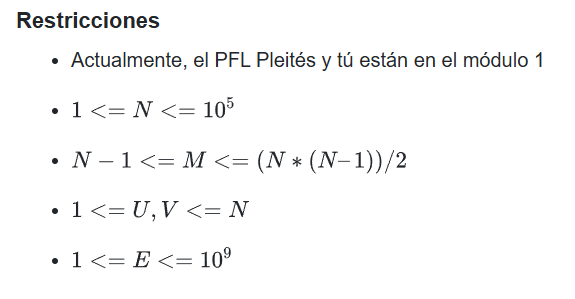 Restricciones
• Actualmente, el PFL Pleités y tú están en el módulo 1
• 1 <= N <= 10^5
• N − 1 <= M <= (N ∗ (N–1))/2
• 1 <= U, V <= N
• 1 <= E <= 10^9